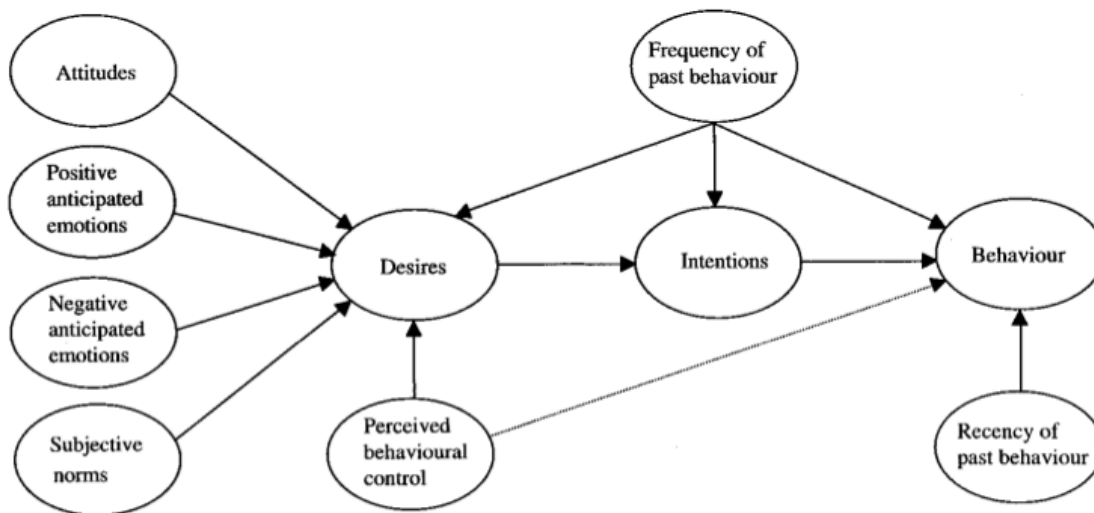 Attitudes
Positive
anticipated
emotions
Negative
anticipated
emotions
Subjective
norms
Desires
Perceived
behavioural
control
Frequency of
past behaviour
Intentions
Behaviour
Recency of
past behaviour